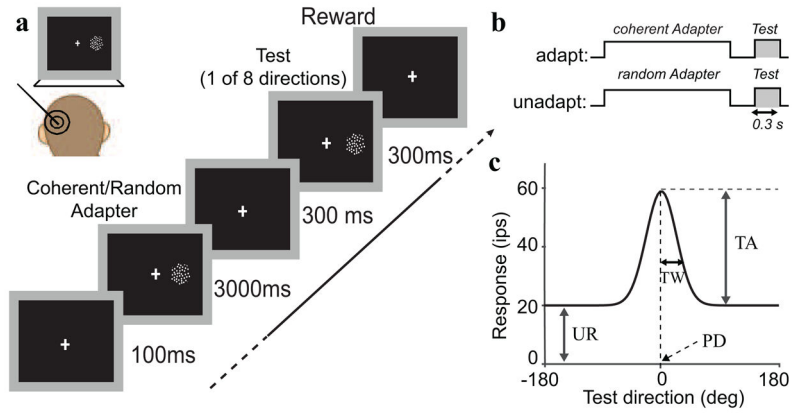 a
Reward
Test
(1 of 8 directions)
300ms
Coherent/Random
Adapter
300 ms
3000ms
100ms
b
coherent Adapter
Test
adapt:
random Adapter
Test
unadapt:
0.3 s
c
Response (ips)
60
40
20
0
TA
TW
UR
PD
-180
0
180
Test direction (deg)